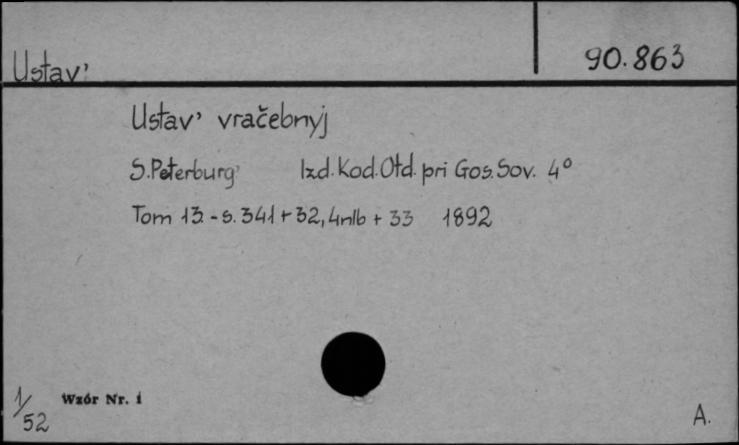 Ustav’
90.863
Ustav’ vračebnyj
S.Peterburg’ Izd.Kod.Otd.pri Gos.Sov. 4°
Tom 13.-s.341+32,4nlb+33 1892
1/52
Wzór Nr. 1
A.